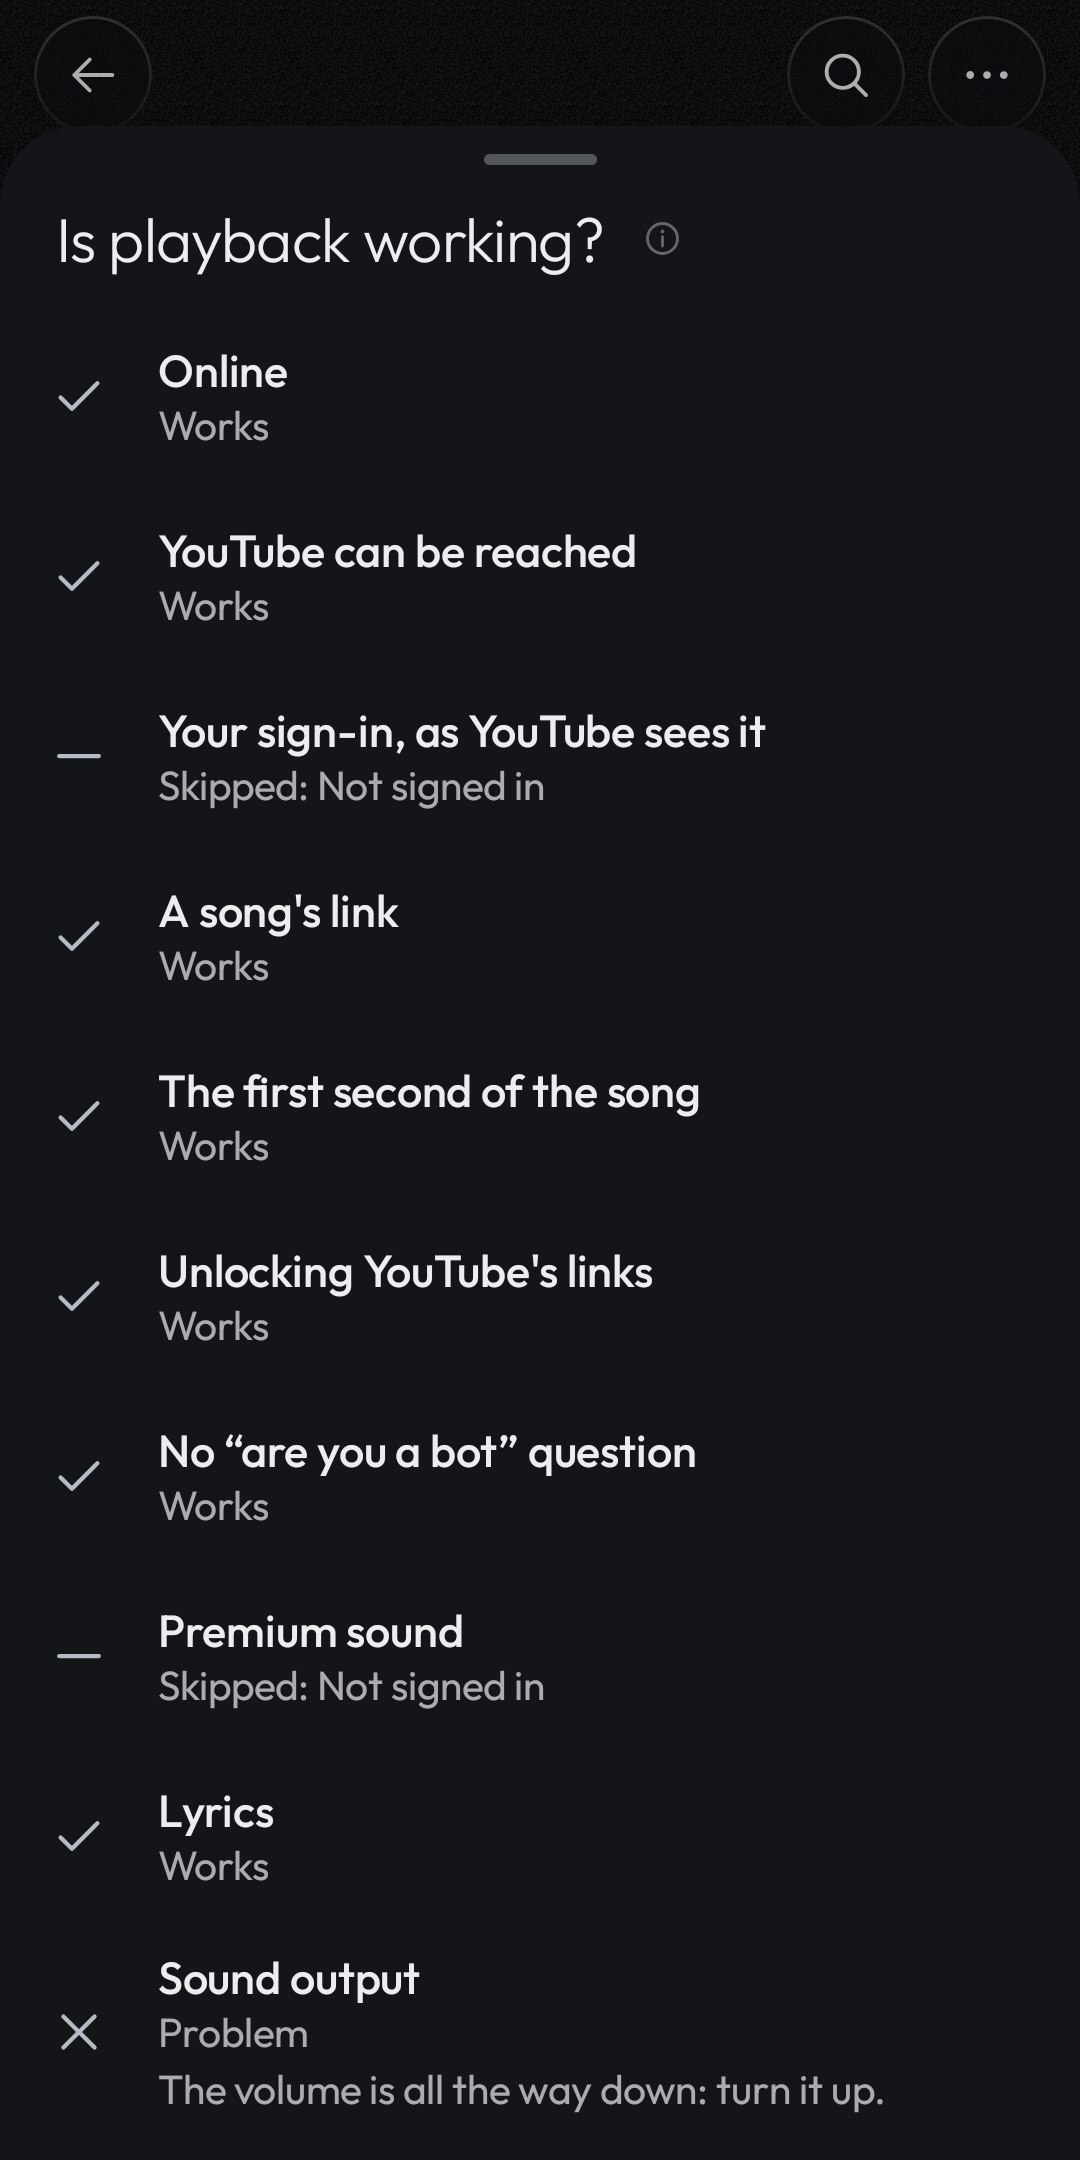 Is playback working?
Online
Works
YouTube can be reached
Works
Your sign-in, as YouTube sees it
Skipped: Not signed in
A song's link
Works
The first second of the song
Works
Unlocking YouTube's links
Works
No “are you a bot” question
Works
Premium sound
Skipped: Not signed in
Lyrics
Works
Sound output
Problem
The volume is all the way down: turn it up.